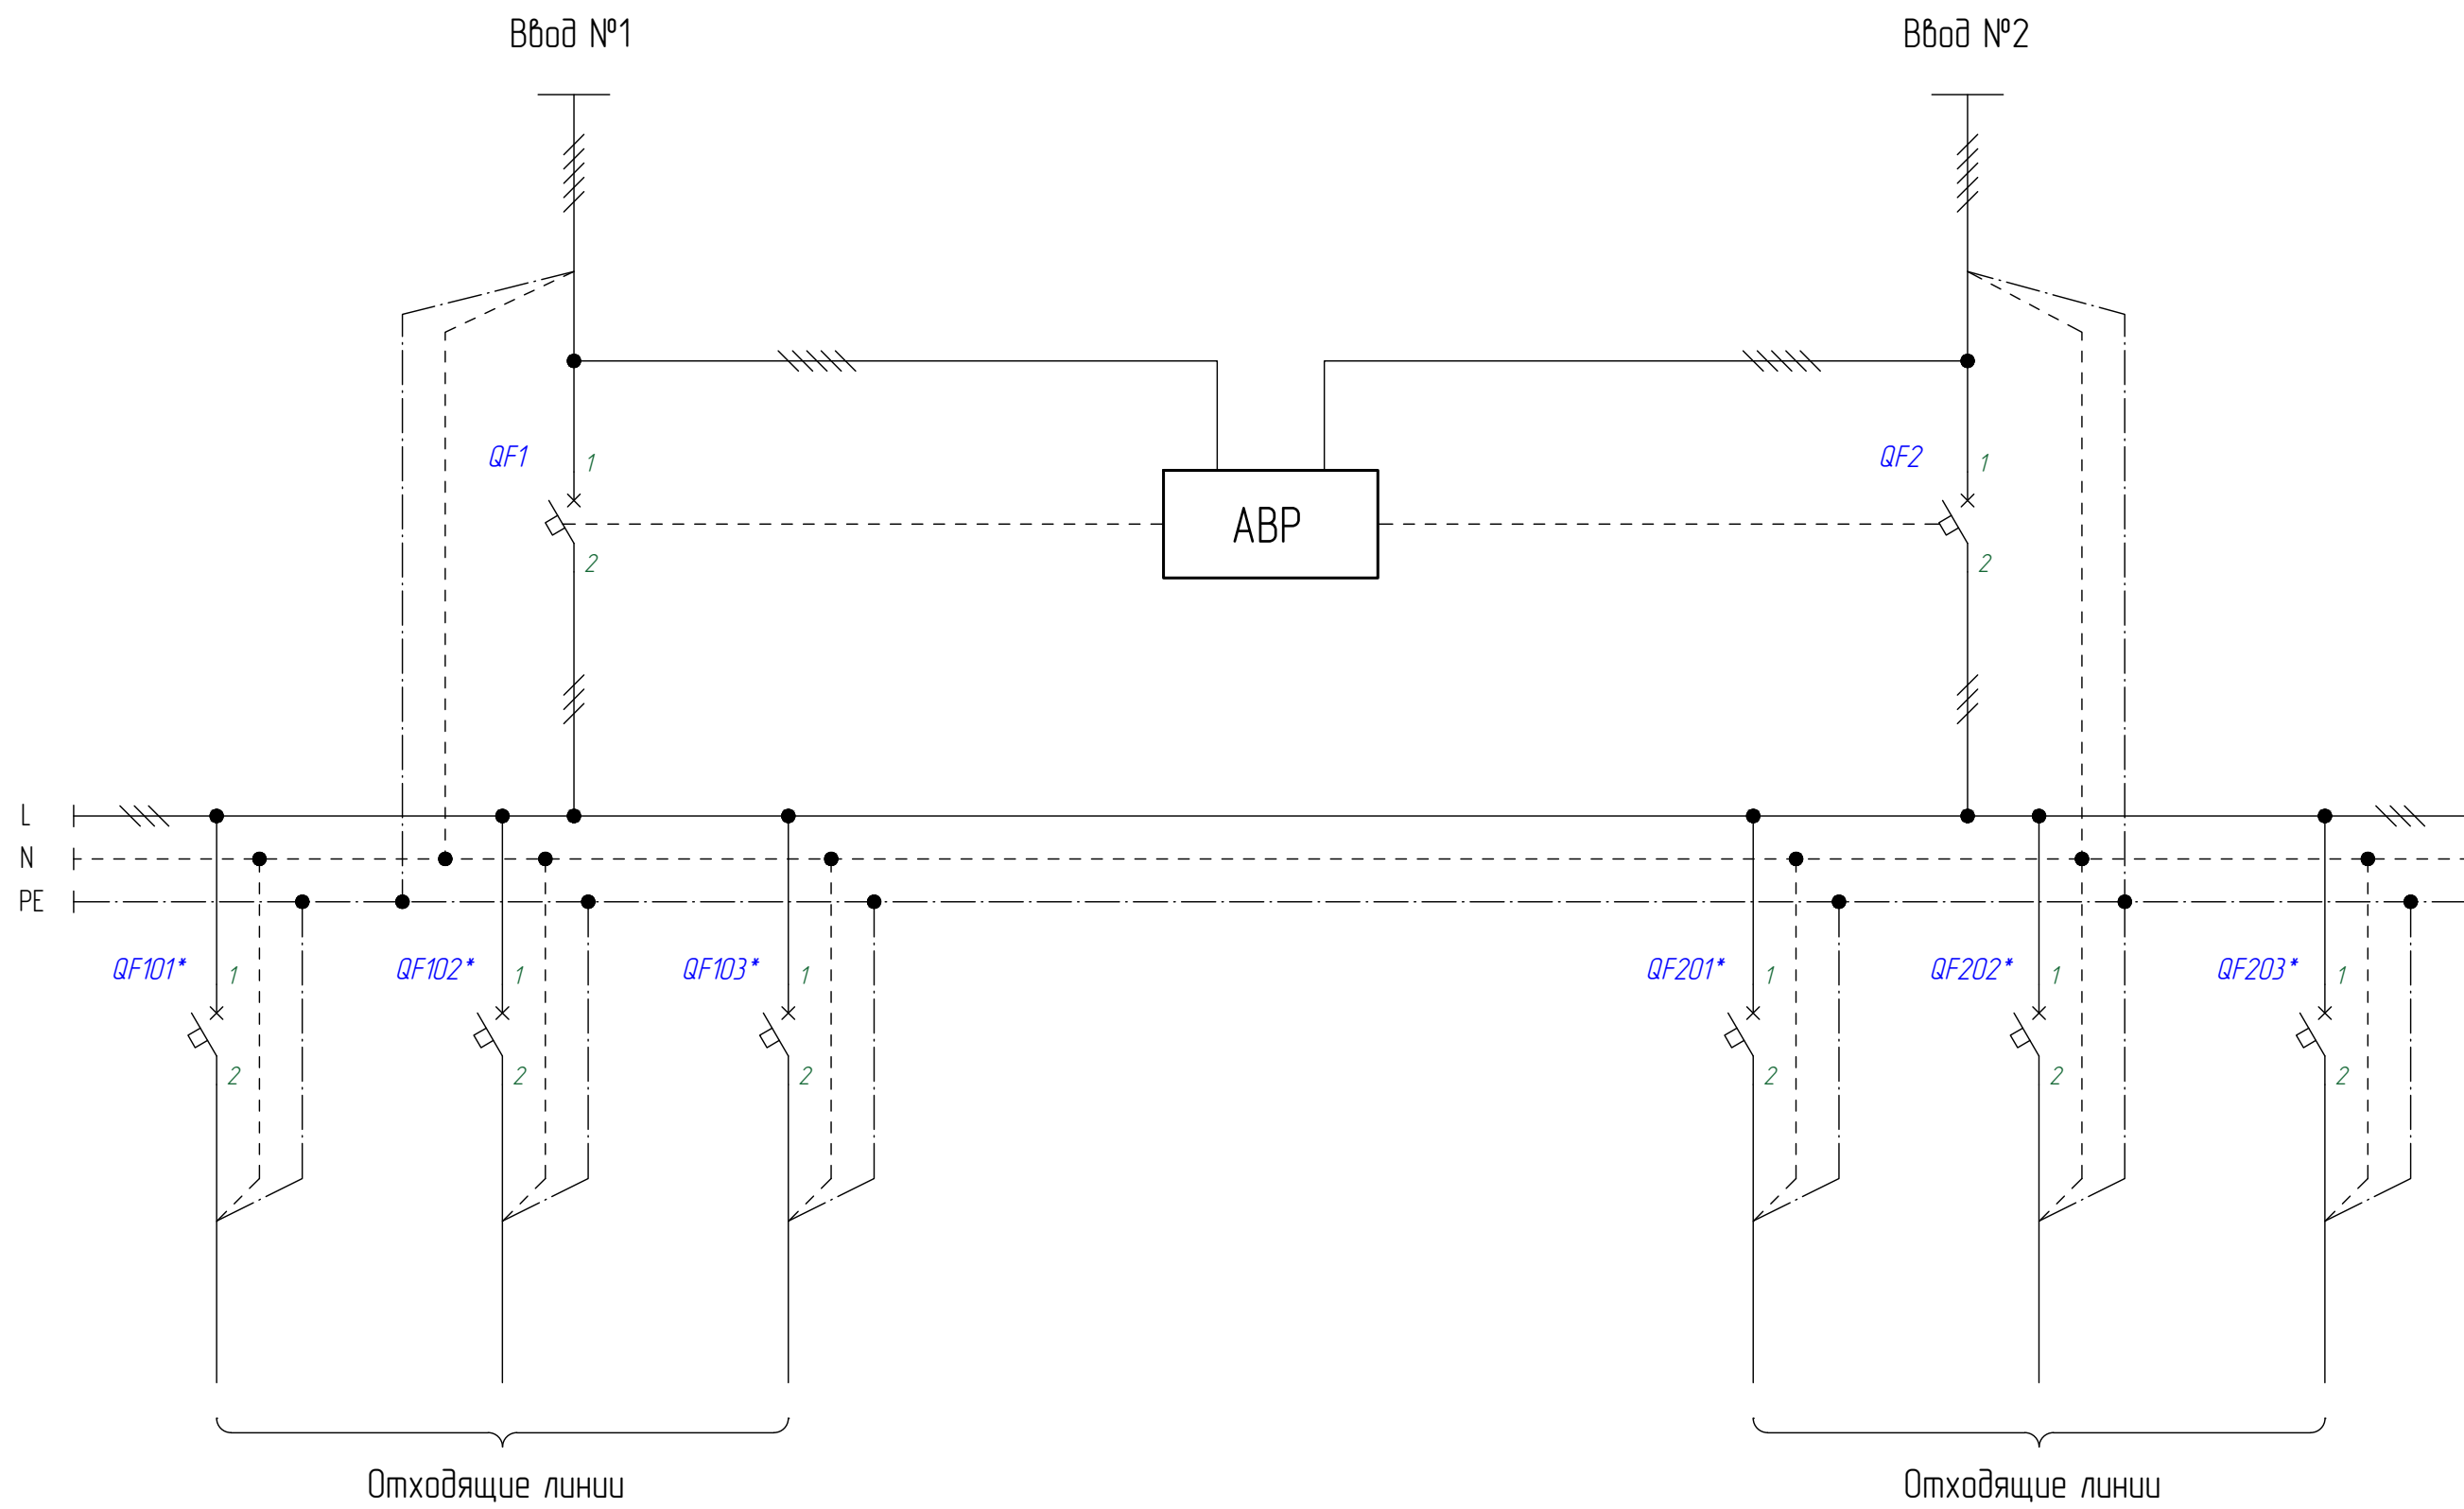 Ввод №1
Ввод №2
QF1
1
2
АВР
QF2
1
2
L
N
PE
QF101*
1
2
QF102*
1
2
QF103*
1
2
QF201*
1
2
QF202*
1
2
QF203*
1
2
Отходящие линии
Отходящие линии